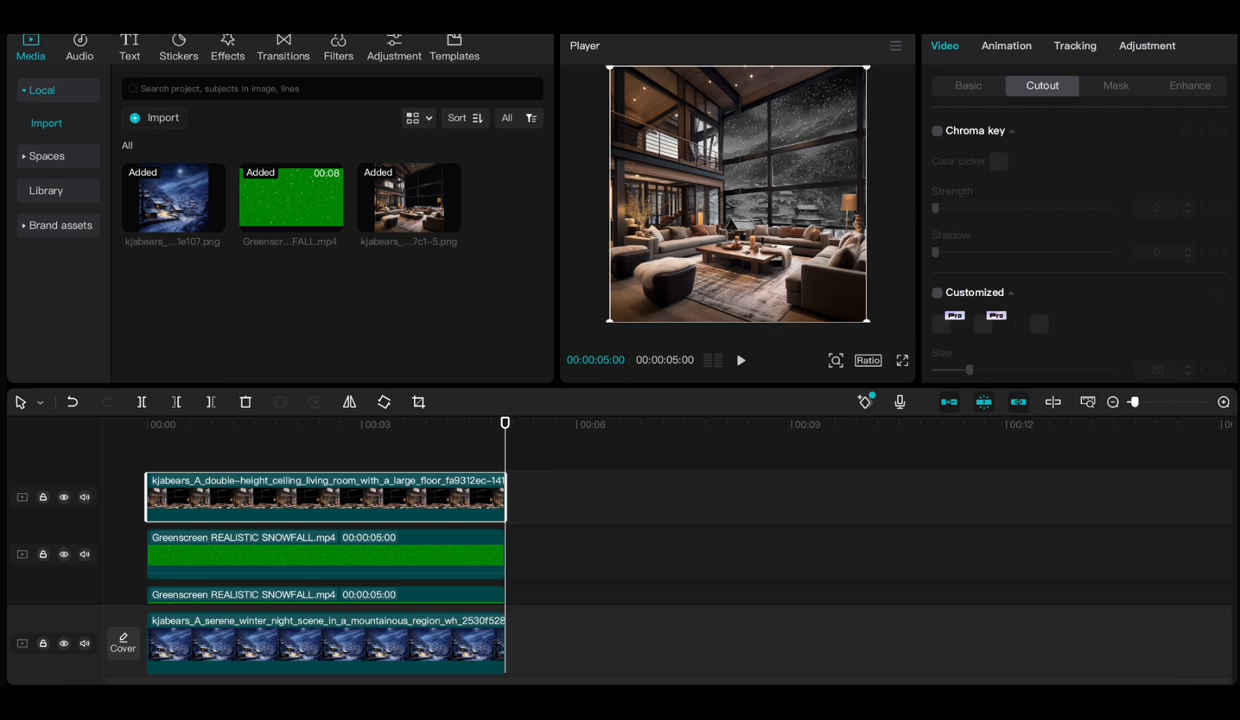 Media Audio Text Stickers Effects Transitions Filters Adjustment Templates
Local
Import
Spaces
Library
Brand assets
Search project, subjects in image, lines
Import
Sort
All
All
Added
Added 00:08
Added
kjabears_...1e107.png
Greenscr...FALL.mp4
kjabears_...7c1-5.png
Player
00:00:05:00 00:00:05:00
Ratio
Video Animation Tracking Adjustment
Basic Cutout Mask Enhance
Chroma key
Color picker
Strength
0
Shadow
0
Customized
Pro Pro
Size
20
00:00 00:03 00:06 00:09 00:12
kjabears_A_double-height_ceiling_living_room_with_a_large_floor_fa9312ec-141
Greenscreen REALISTIC SNOWFALL.mp4 00:00:05:00
Greenscreen REALISTIC SNOWFALL.mp4 00:00:05:00
Cover
kjabears_A_serene_winter_night_scene_in_a_mountainous_region_wh_2530f528